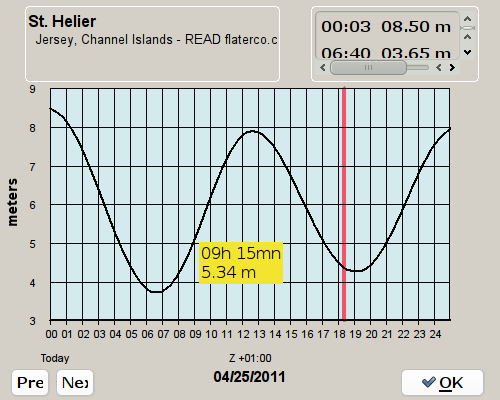 St. Helier
Jersey, Channel Islands - READ flaterco.c
00:03 8.50 m
06:40 03.65 m
9
8
7
6
5
4
3
meters
09h 15mn
5.34 m
00 01 02 03 04 05 06 07 08 09 10 11 12 13 14 15 16 17 18 19 20 21 22 23 24
Today
Z +01:00
04/25/2011
Pre
Nex
OK